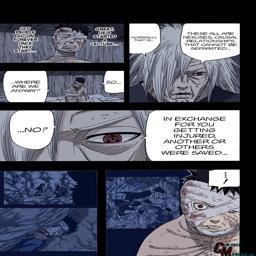 NORMALLY,
THAT IS...
THESE ALL ARE
NEXUSES, CAUSAL
RELATIONSHIPS
THAT CANNOT BE
SEPARATED...
SO...
...WHERE
ARE WE
ANYWAY?
...NO?
IN EXCHANGE
FOR YOU
GETTING
INJURED,
ANOTHER OR
OTHERS
WERE SAVED...
!